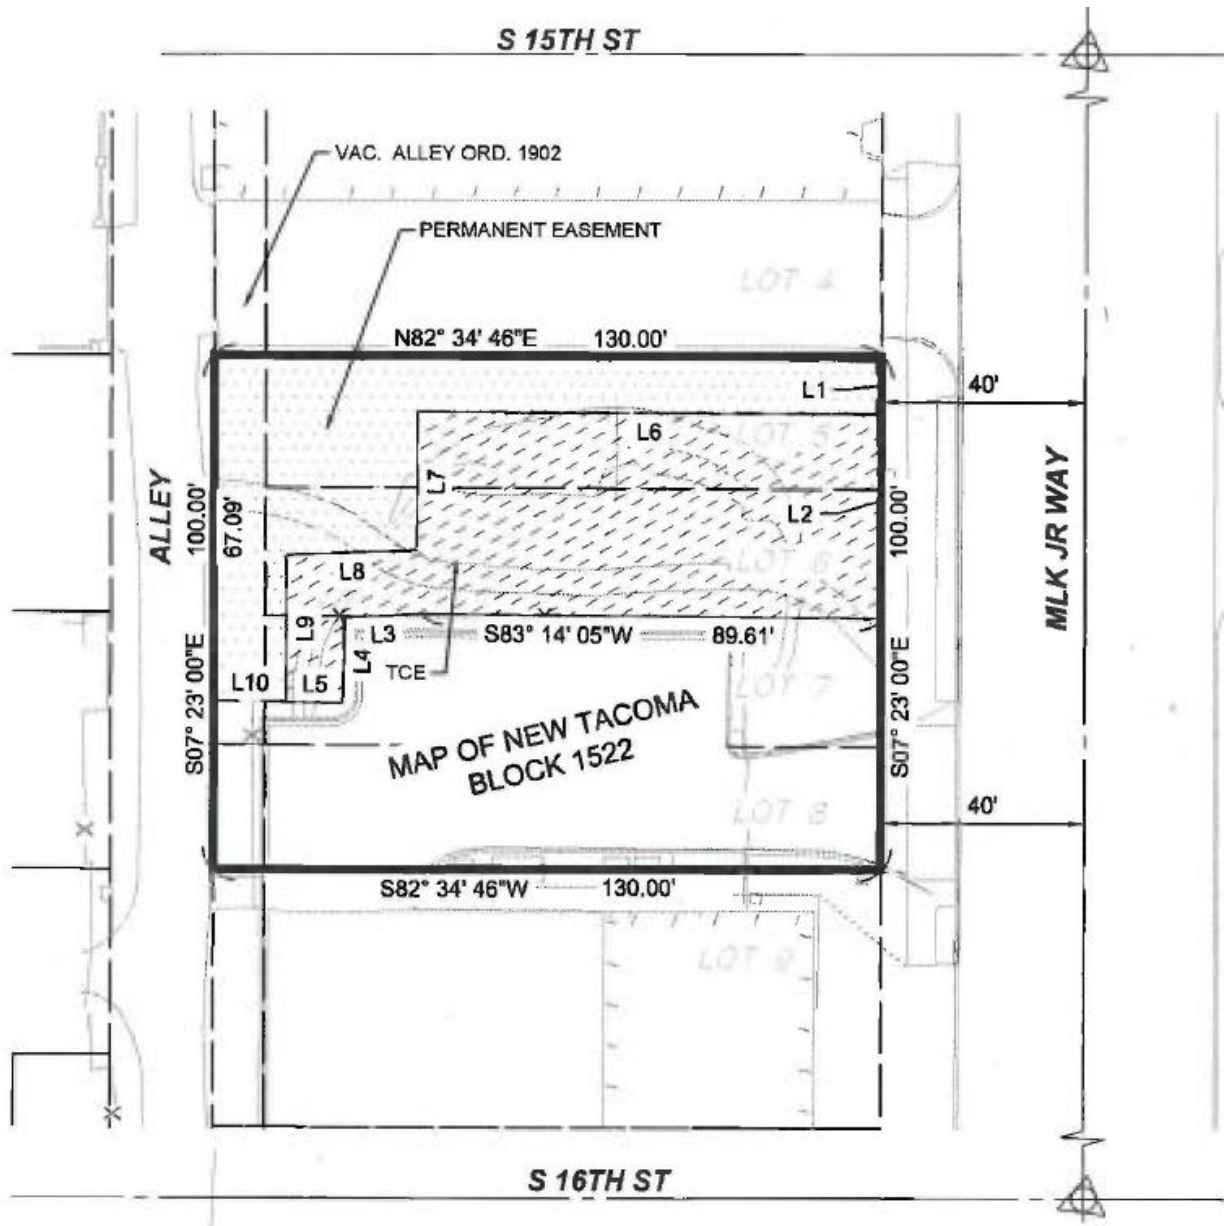 S 15TH ST
VAC. ALLEY ORD. 1902
PERMANENT EASEMENT
LOT 4
N82° 34' 46"E 130.00'
L1
40'
LOT 5
L6
L7
ALLEY
100.00'
67.09'
L2
100.00'
MLK JR WAY
LOT 6
L8
L9
L3
S83° 14' 05"W 89.61'
L4
TCE
L10
L5
LOT 7
S07° 23' 00"E
S07° 23' 00"E
MAP OF NEW TACOMA
BLOCK 1522
LOT 8
40'
S82° 34' 46"W 130.00'
LOT 9
S 16TH ST